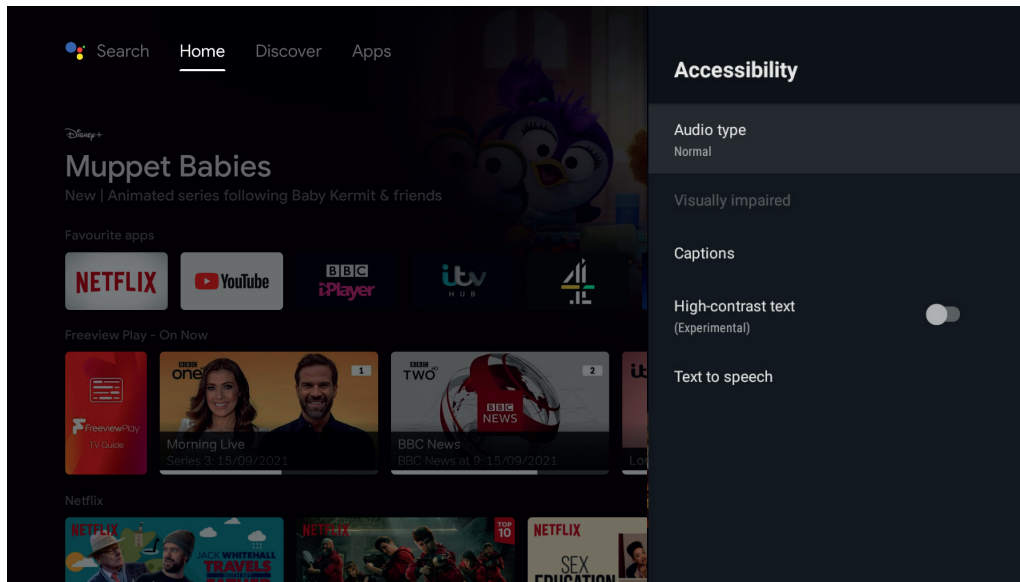 Search Home Discover Apps
Disney+
Muppet Babies
New | Animated series following Baby Kermit & friends
Favourite apps
NETFLIX YouTube BBC iPlayer itv HUB 4
Freeview Play - On Now
FreeviewPlay
TV Guide
BBC one 1
Morning Live
Series 3: 15/09/2021
BBC TWO HD 2
BBC NEWS
BBC News
BBC News at 9: 15/09/2021
it
Lor
Netflix
NETFLIX
JACK WHITEHALL
TRAVELS
NETFLIX
TOP
10
NETFLIX
SEX
EDUCATION
Accessibility
Audio type
Normal
Visually impaired
Captions
High-contrast text
(Experimental)
Text to speech